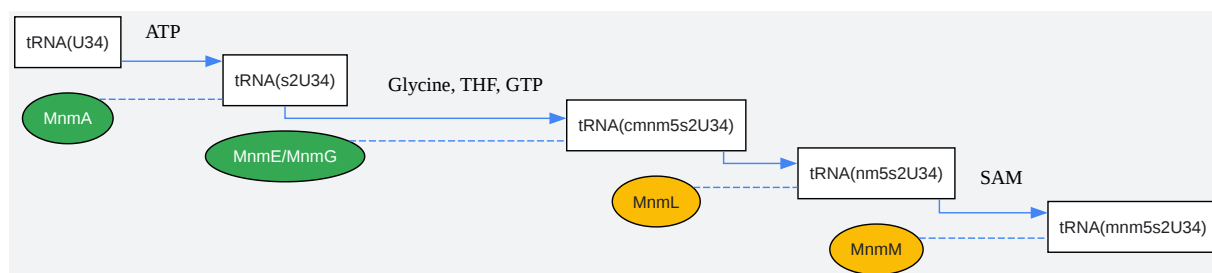 tRNA(U34)
ATP
tRNA(s2U34)
MnmA
Glycine, THF, GTP
tRNA(cmnm5s2U34)
MnmE/MnmG
tRNA(nm5s2U34)
MnmL
SAM
tRNA(mnm5s2U34)
MnmM